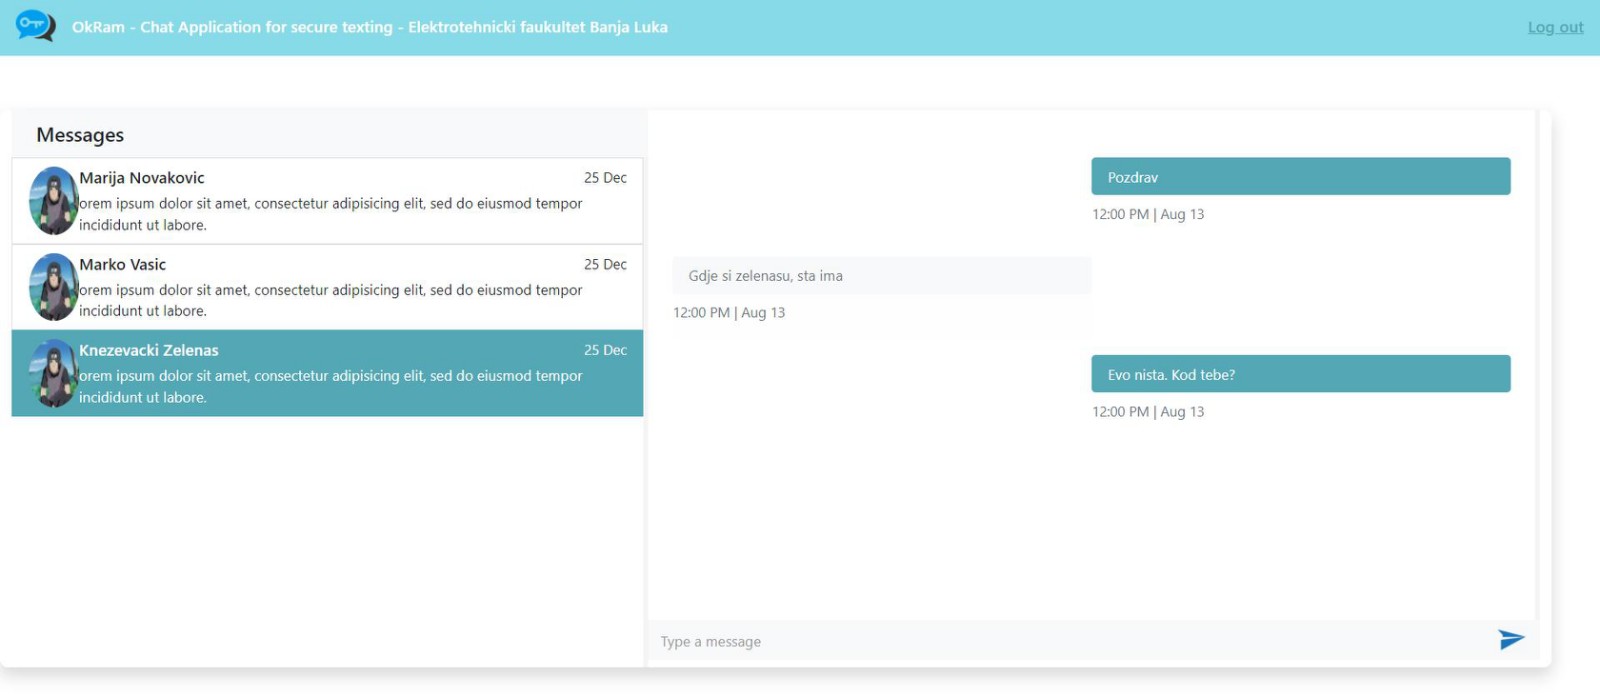 OkRam - Chat Application for secure texting - Elektrotehnicki faukultet Banja Luka
Log out
Messages
Marija Novakovic
25 Dec
orem ipsum dolor sit amet, consectetur adipisicing elit, sed do eiusmod tempor
incididunt ut labore.
Marko Vasic
25 Dec
orem ipsum dolor sit amet, consectetur adipisicing elit, sed do eiusmod tempor
incididunt ut labore.
Knezevacki Zelenas
25 Dec
orem ipsum dolor sit amet, consectetur adipisicing elit, sed do eiusmod tempor
incididunt ut labore.
Pozdrav
12:00 PM | Aug 13
Gdje si zelenasu, sta ima
12:00 PM | Aug 13
Evo nista. Kod tebe?
12:00 PM | Aug 13
Type a message